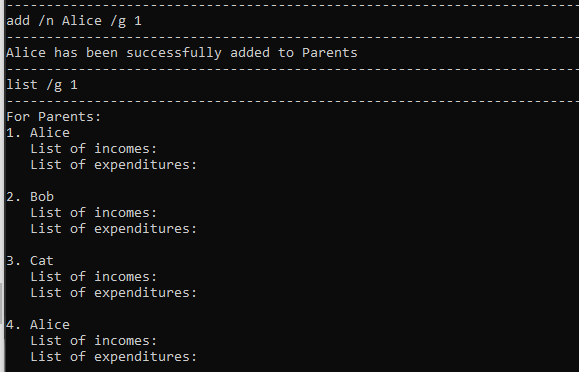 add /n Alice /g 1
Alice has been successfully added to Parents
list /g 1
For Parents:
1. Alice
List of incomes:
List of expenditures:
2. Bob
List of incomes:
List of expenditures:
3. Cat
List of incomes:
List of expenditures:
4. Alice
List of incomes:
List of expenditures: